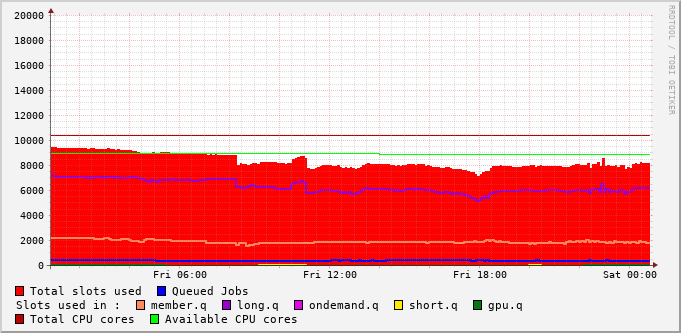 RRDTOOL / TOBI OETIKER
20000
18000
16000
14000
12000
10000
8000
6000
4000
2000
0
Fri 06:00 Fri 12:00 Fri 18:00 Sat 00:00
Total slots used Queued Jobs
Slots used in : member.q long.q ondemand.q short.q gpu.q
Total CPU cores Available CPU cores